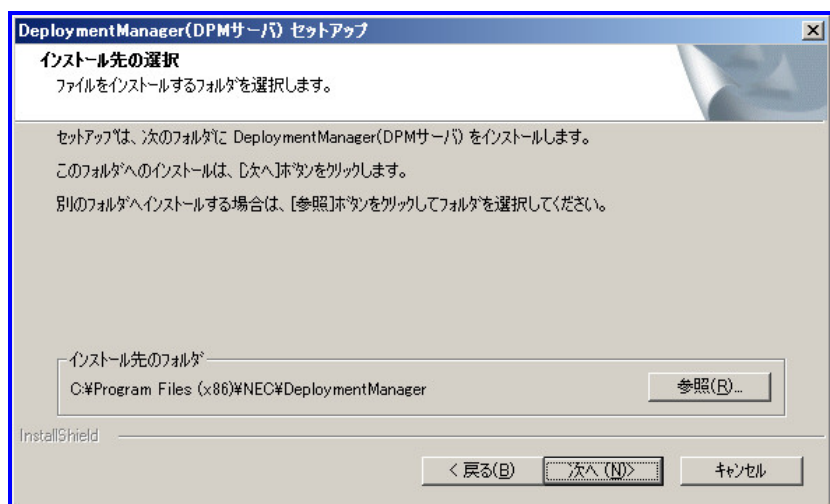 DeploymentManager(DPMサーバ) セットアップ
インストール先の選択
ファイルをインストールするフォルダを選択します。
セットアップは、次のフォルダに DeploymentManager(DPMサーバ) をインストールします。
このフォルダへのインストールは、[次へ]ボタンをクリックします。
別のフォルダへインストールする場合は、[参照]ボタンをクリックしてフォルダを選択してください。
インストール先のフォルダ
C:¥Program Files (x86)¥NEC¥DeploymentManager
参照(R)...
InstallShield
< 戻る(B)
次へ (N)>
キャンセル